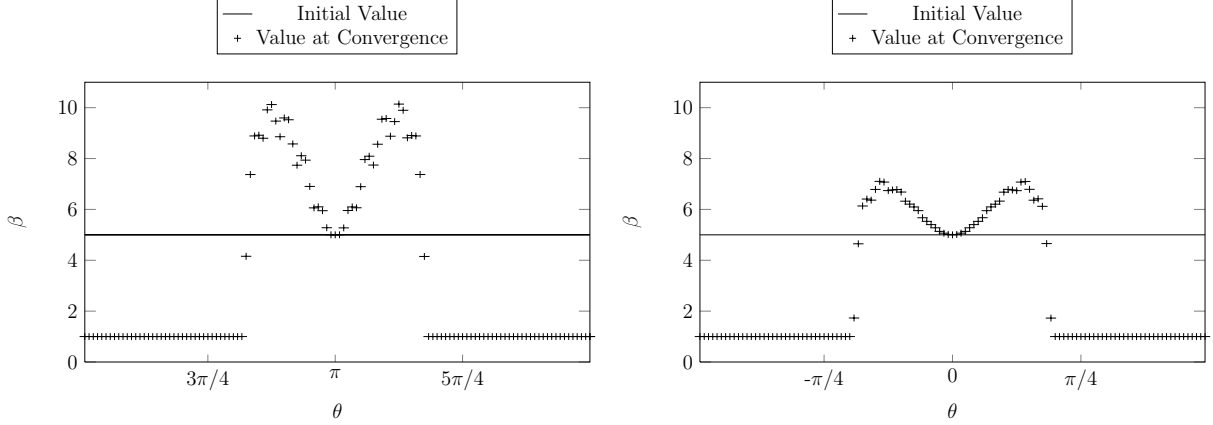 Initial Value
Value at Convergence
10
8
6
4
2
0
β
3π/4
π
5π/4
θ
Initial Value
Value at Convergence
10
8
6
4
2
0
β
-π/4
0
π/4
θ